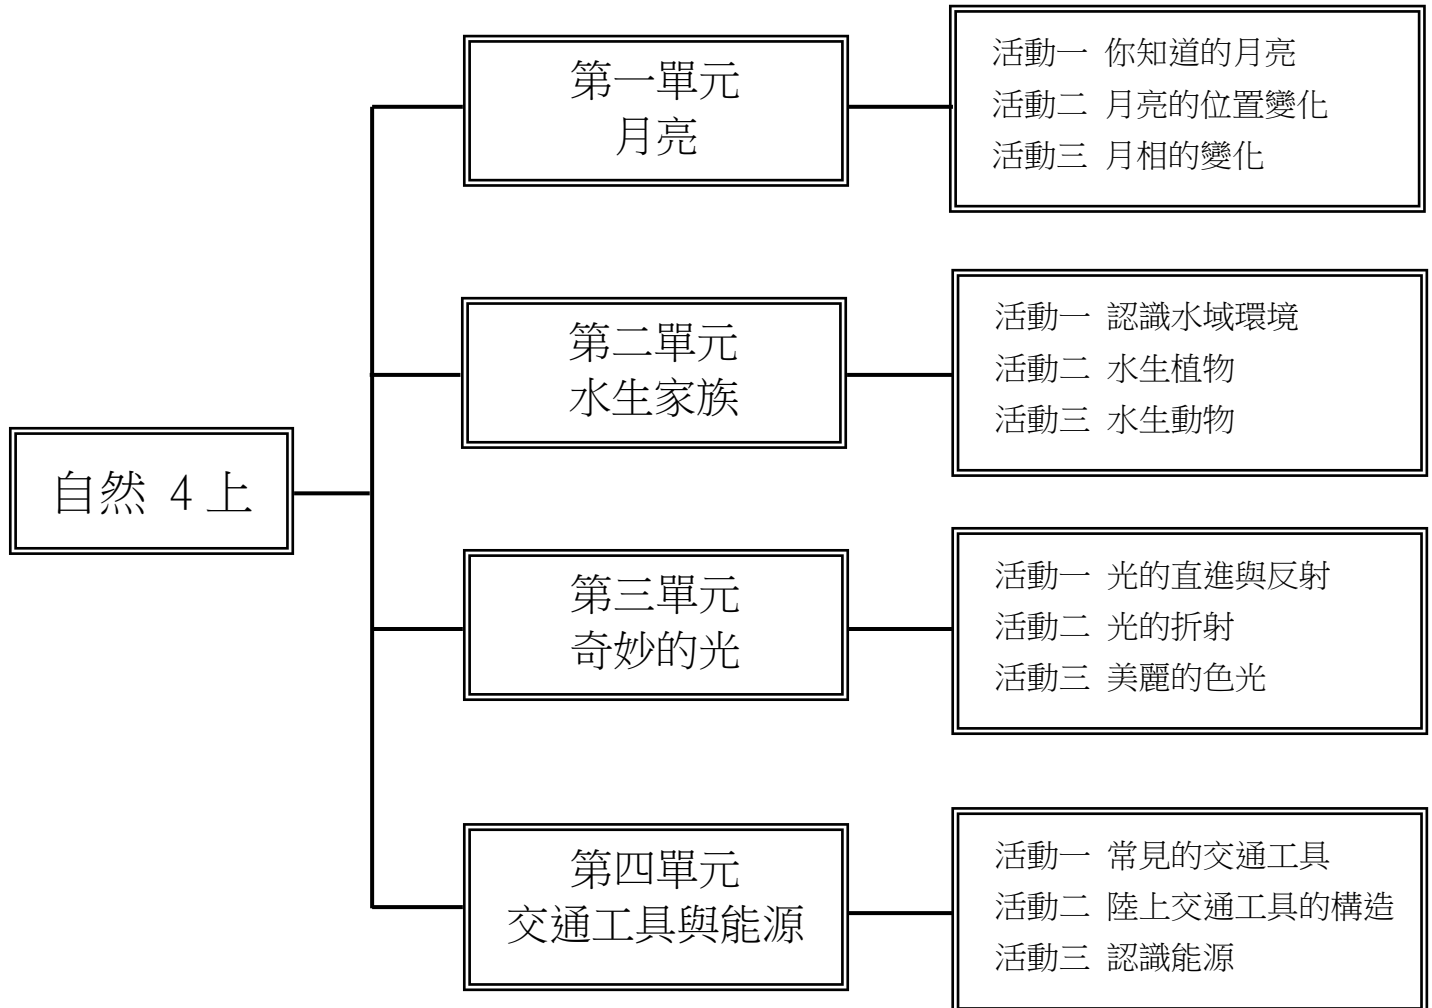 自然 4上
第一單元
月亮
活動一 你知道的月亮
活動二 月亮的位置變化
活動三 月相的變化
第二單元
水生家族
活動一 認識水域環境
活動二 水生植物
活動三 水生動物
第三單元
奇妙的光
活動一 光的直進與反射
活動二 光的折射
活動三 美麗的色光
第四單元
交通工具與能源
活動一 常見的交通工具
活動二 陸上交通工具的構造
活動三 認識能源